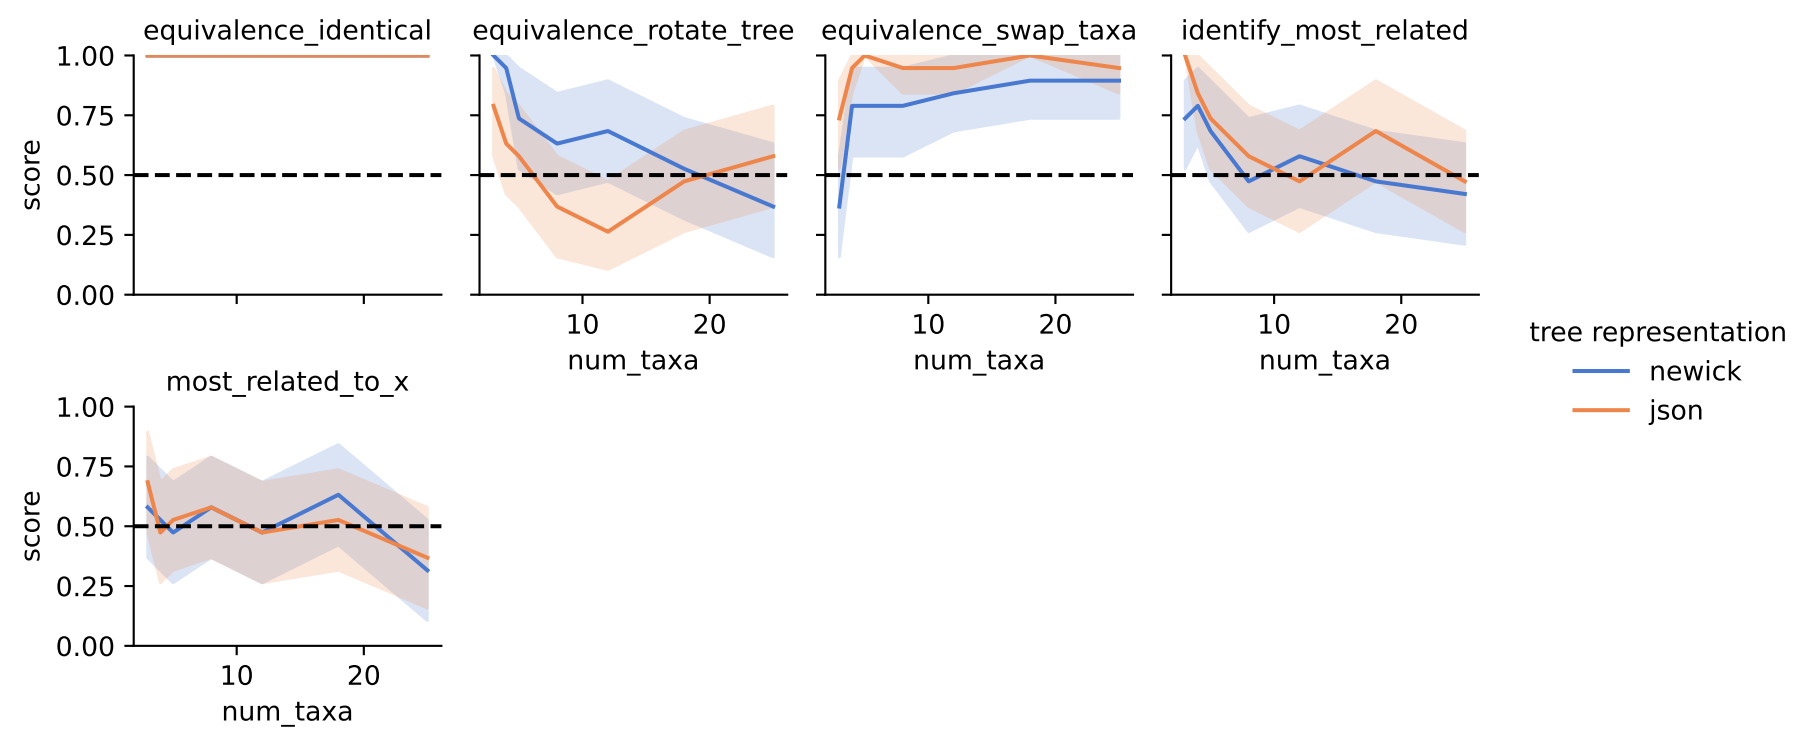 equivalence_identical
equivalence_rotate_tree
equivalence_swap_taxa
identify_most_related
score
1.00
0.75
0.50
0.25
0.00
10
20
10
20
10
20
num_taxa
num_taxa
num_taxa
tree representation
newick
json
most_related_to_x
score
1.00
0.75
0.50
0.25
0.00
10
20
num_taxa